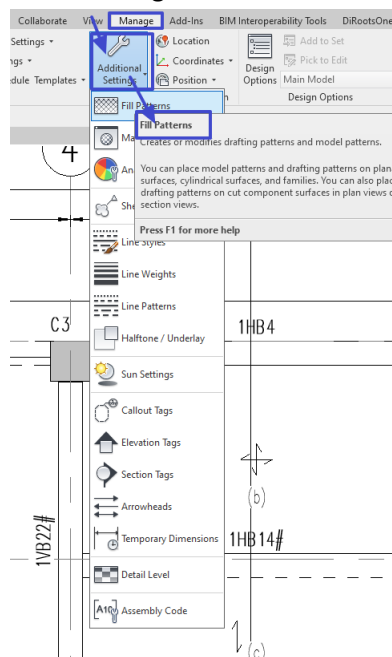 Collaborate View Manage Add-Ins BIM Interoperability Tools DiRootsOne
Settings
Location
Add to Set
Coordinates
Pick to Edit
Additional
Settings
Design
Options
dule Templates
Position
Main Model
Design Options
Fill Patterns
Fill Patterns
Creates or modifies drafting patterns and model patterns.
You can place model patterns and drafting patterns on plan
surfaces, cylindrical surfaces, and families. You can also plac
drafting patterns on cut component surfaces in plan views
section views.
Press F1 for more help
Line Styles
Line Weights
Line Patterns
Halftone / Underlay
Sun Settings
Callout Tags
Elevation Tags
Section Tags
Arrowheads
Temporary Dimensions
Detail Level
Assembly Code
4
C3
1HB4
(b)
1VB22#
1HB14#
(c)